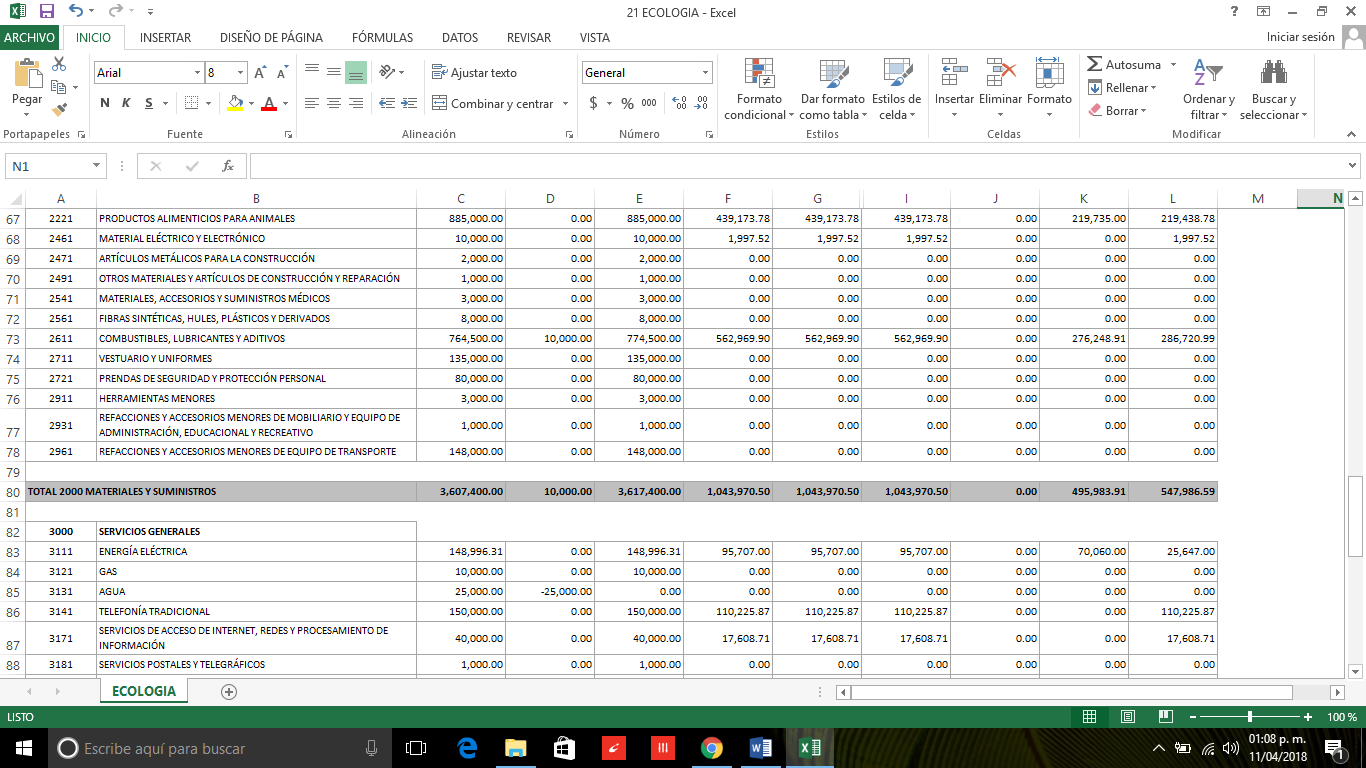 21 ECOLOGIA - Excel
ARCHIVO INICIO INSERTAR DISEÑO DE PÁGINA FÓRMULAS DATOS REVISAR VISTA Iniciar sesión
Arial 8 Ajustar texto General Autosuma
Pegar Rellenar
N K S Combinar y centrar $ % 000 Borrar
Formato condicional Dar formato como tabla Estilos de celda Insertar Eliminar Formato Ordenar y filtrar Buscar y seleccionar
Portapapeles Fuente Alineación Número Estilos Celdas Modificar
N1 fx
A B C D E F G I J K L M N
67 2221 PRODUCTOS ALIMENTICIOS PARA ANIMALES 885,000.00 0.00 885,000.00 439,173.78 439,173.78 439,173.78 0.00 219,735.00 219,438.78
68 2461 MATERIAL ELÉCTRICO Y ELECTRÓNICO 10,000.00 0.00 10,000.00 1,997.52 1,997.52 1,997.52 0.00 0.00 1,997.52
69 2471 ARTÍCULOS METÁLICOS PARA LA CONSTRUCCIÓN 2,000.00 0.00 2,000.00 0.00 0.00 0.00 0.00 0.00 0.00
70 2491 OTROS MATERIALES Y ARTÍCULOS DE CONSTRUCCIÓN Y REPARACIÓN 1,000.00 0.00 1,000.00 0.00 0.00 0.00 0.00 0.00 0.00
71 2541 MATERIALES, ACCESORIOS Y SUMINISTROS MÉDICOS 3,000.00 0.00 3,000.00 0.00 0.00 0.00 0.00 0.00 0.00
72 2561 FIBRAS SINTÉTICAS, HULES, PLÁSTICOS Y DERIVADOS 8,000.00 0.00 8,000.00 0.00 0.00 0.00 0.00 0.00 0.00
73 2611 COMBUSTIBLES, LUBRICANTES Y ADITIVOS 764,500.00 10,000.00 774,500.00 562,969.90 562,969.90 562,969.90 0.00 276,248.91 286,720.99
74 2711 VESTUARIO Y UNIFORMES 135,000.00 0.00 135,000.00 0.00 0.00 0.00 0.00 0.00 0.00
75 2721 PRENDAS DE SEGURIDAD Y PROTECCIÓN PERSONAL 80,000.00 0.00 80,000.00 0.00 0.00 0.00 0.00 0.00 0.00
76 2911 HERRAMIENTAS MENORES 3,000.00 0.00 3,000.00 0.00 0.00 0.00 0.00 0.00 0.00
77 2931 REFACCIONES Y ACCESORIOS MENORES DE MOBILIARIO Y EQUIPO DE
ADMINISTRACIÓN, EDUCACIONAL Y RECREATIVO 1,000.00 0.00 1,000.00 0.00 0.00 0.00 0.00 0.00 0.00
78 2961 REFACCIONES Y ACCESORIOS MENORES DE EQUIPO DE TRANSPORTE 148,000.00 0.00 148,000.00 0.00 0.00 0.00 0.00 0.00 0.00
79
80 TOTAL 2000 MATERIALES Y SUMINISTROS 3,607,400.00 10,000.00 3,617,400.00 1,043,970.50 1,043,970.50 1,043,970.50 0.00 495,983.91 547,986.59
81
82 3000 SERVICIOS GENERALES
83 3111 ENERGÍA ELÉCTRICA 148,996.31 0.00 148,996.31 95,707.00 95,707.00 95,707.00 0.00 70,060.00 25,647.00
84 3121 GAS 10,000.00 0.00 10,000.00 0.00 0.00 0.00 0.00 0.00 0.00
85 3131 AGUA 25,000.00 -25,000.00 0.00 0.00 0.00 0.00 0.00 0.00 0.00
86 3141 TELEFONÍA TRADICIONAL 150,000.00 0.00 150,000.00 110,225.87 110,225.87 110,225.87 0.00 0.00 110,225.87
87 3171 SERVICIOS DE ACCESO DE INTERNET, REDES Y PROCESAMIENTO DE
INFORMACIÓN 40,000.00 0.00 40,000.00 17,608.71 17,608.71 17,608.71 0.00 0.00 17,608.71
88 3181 SERVICIOS POSTALES Y TELEGRÁFICOS 1,000.00 0.00 1,000.00 0.00 0.00 0.00 0.00 0.00 0.00
ECOLOGIA
LISTO 100 %
Escribe aquí para buscar 01:08 p. m.
11/04/2018 1